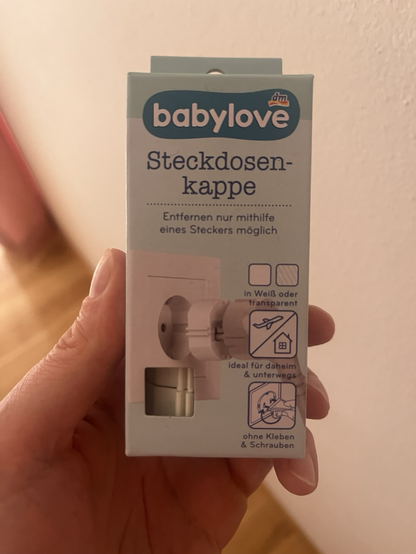 dm
babylove
Steckdosen-
kappe
Entfernen nur mithilfe
eines Steckers möglich
in Weiß oder
transparent
ideal für daheim
& unterwegs
ohne Kleben
& Schrauben